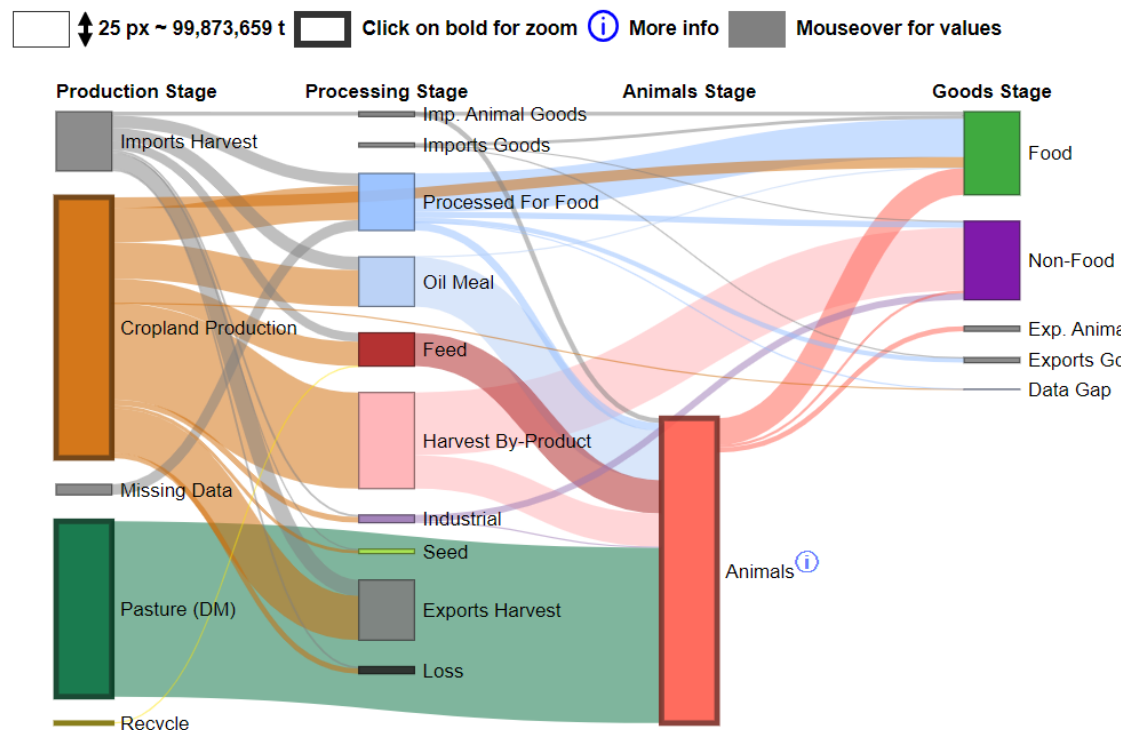 25 px ~ 99,873,659 t Click on bold for zoom i More info Mouseover for values
Production Stage Processing Stage Animals Stage Goods Stage
Imp. Animal Goods
Imports Harvest
Imports Goods
Food
Processed For Food
Non-Food
Oil Meal
Cropland Production
Exp. Anima
Feed
Exports Go
Data Gap
Harvest By-Product
Missing Data
Industrial
Seed
Animals i
Pasture (DM)
Exports Harvest
Loss
Recycle